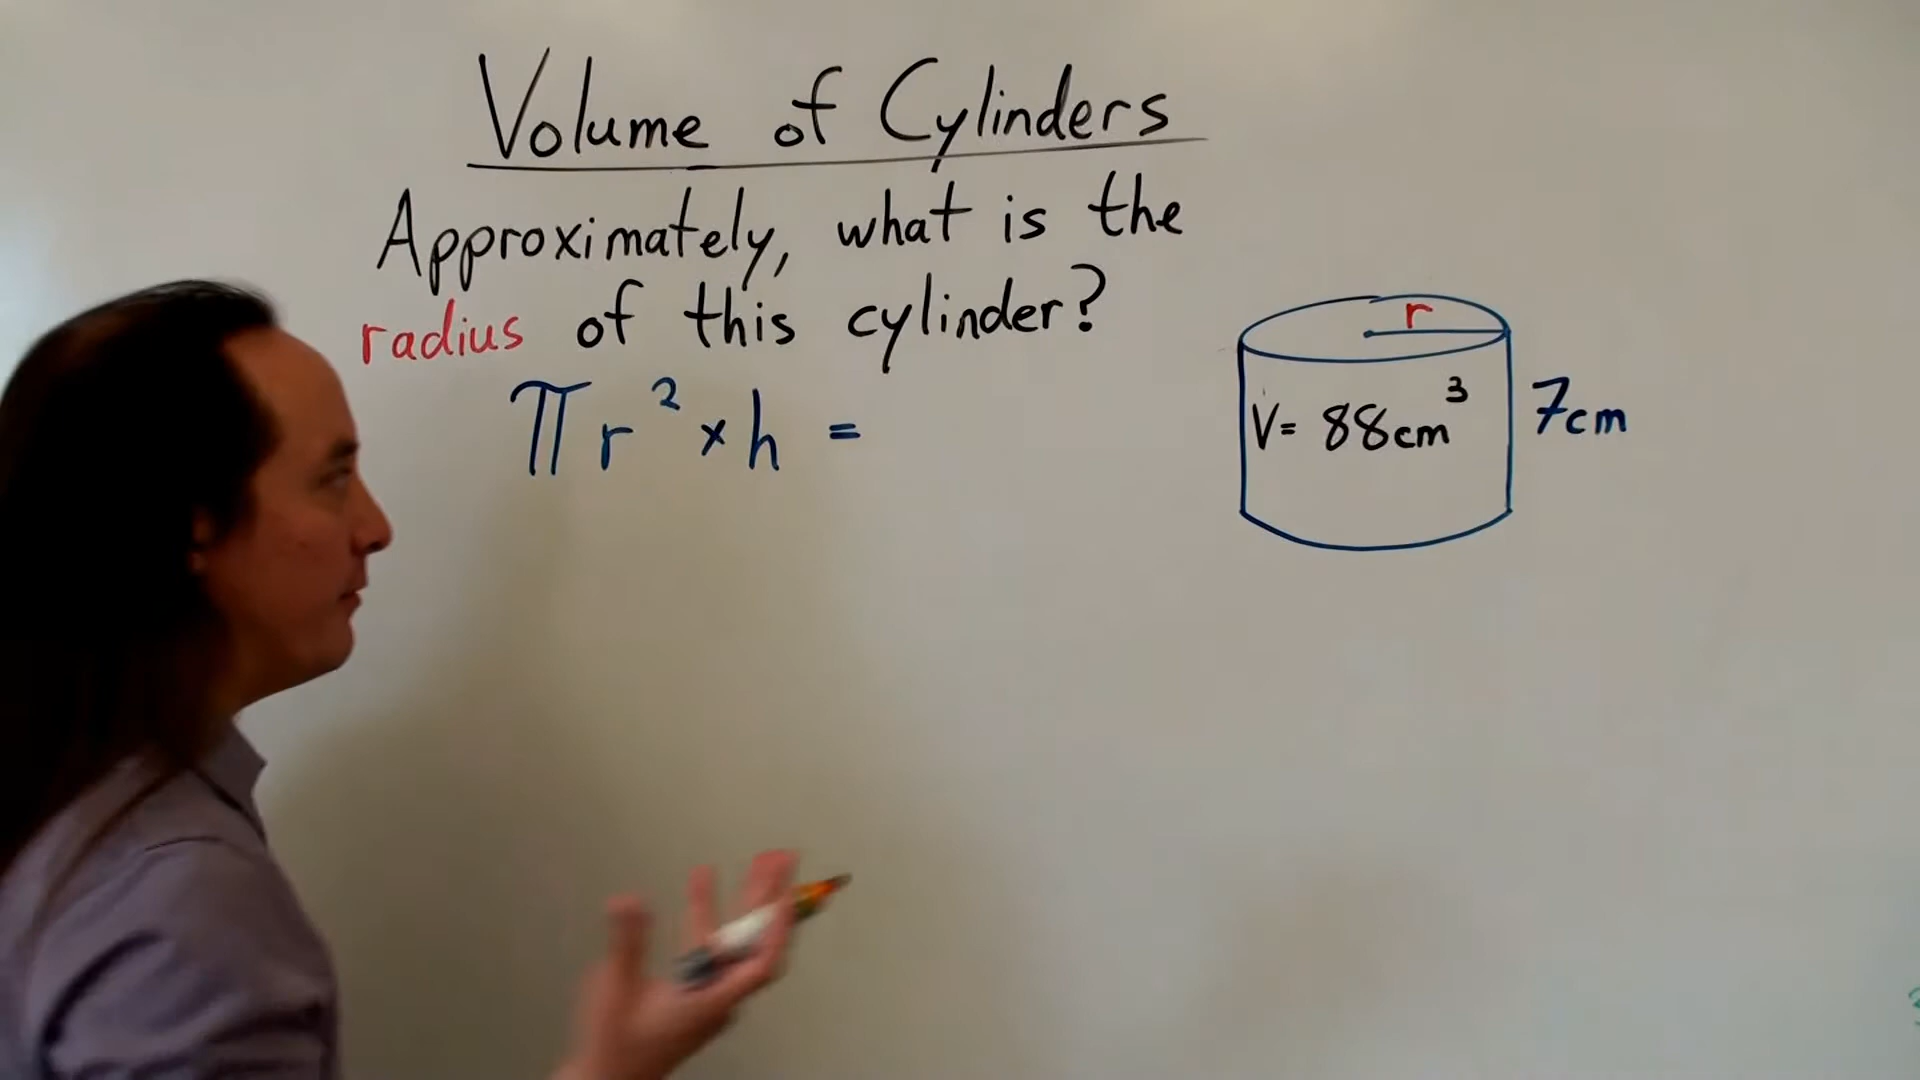 Volume of Cylinders
Approximately, what is the
radius of this cylinder?
πr² × h =
r
V = 88cm³
7cm